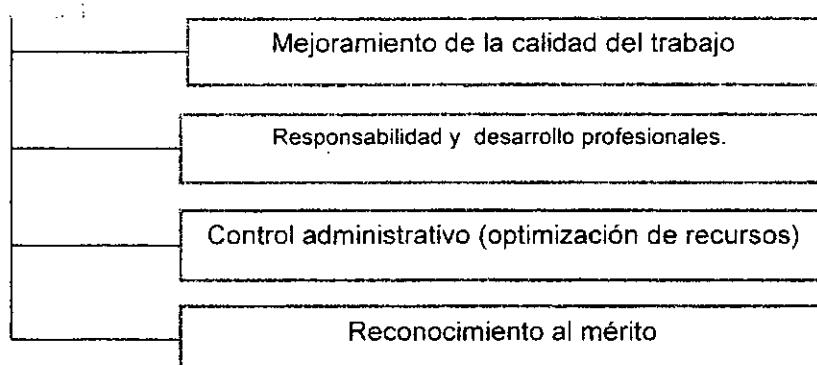 Mejoramiento de la calidad del trabajo
Responsabilidad y desarrollo profesionales.
Control administrativo (optimización de recursos)
Reconocimiento al mérito